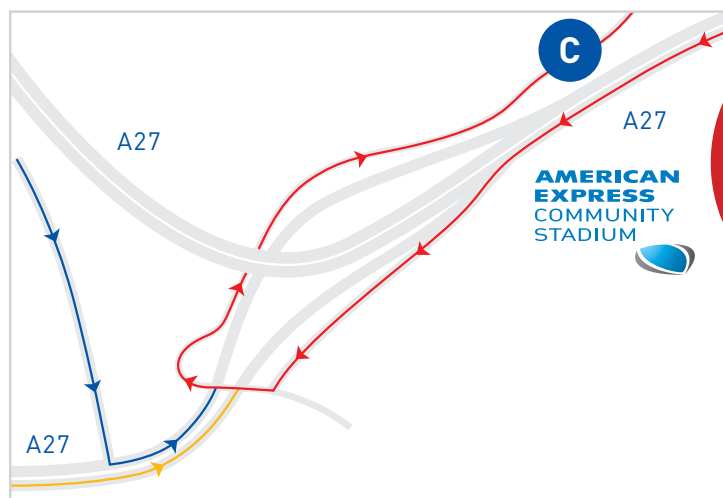 C
A27
A27
AMERICAN
EXPRESS
COMMUNITY
STADIUM
A27